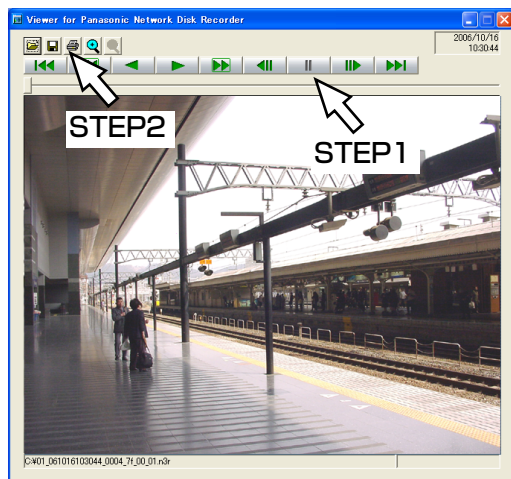 Viewer for Panasonic Network Disk Recorder
2006/10/16
10:30:44
STEP2
STEP1
C:¥01_061016103044_0004_7f_00_01.n3r